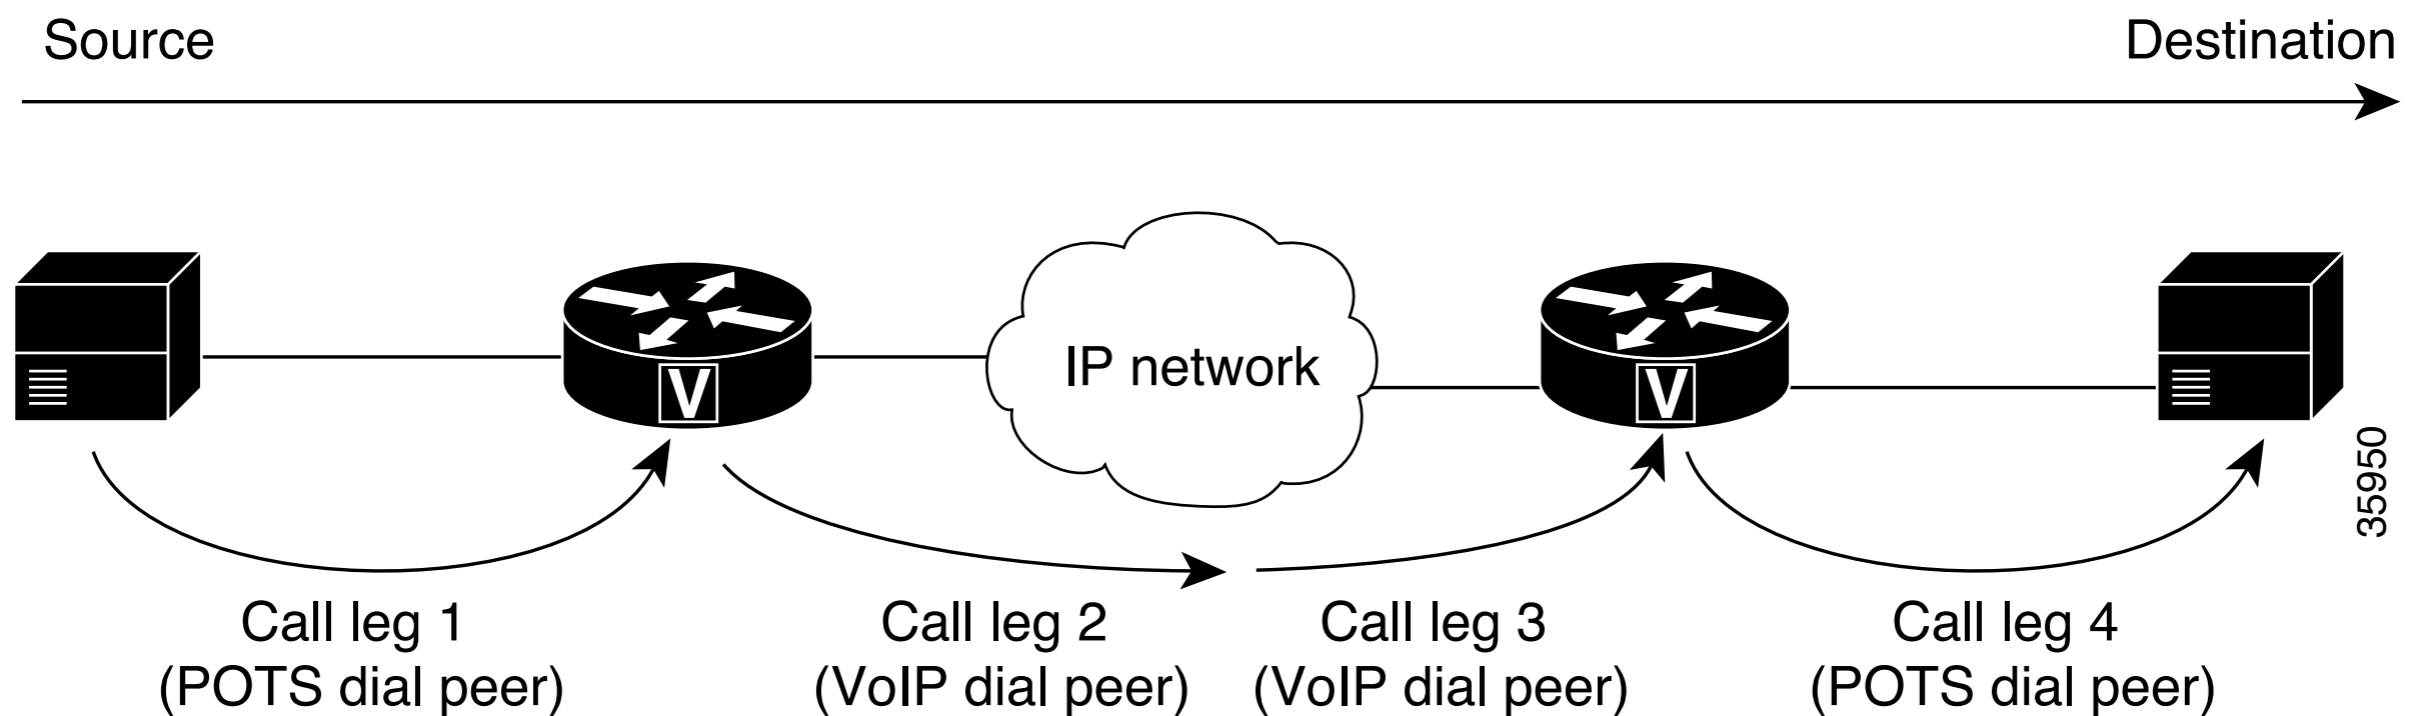 Source
Destination
IP network
V
V
35950
Call leg 1
(POTS dial peer)
Call leg 2
(VoIP dial peer)
Call leg 3
(VoIP dial peer)
Call leg 4
(POTS dial peer)